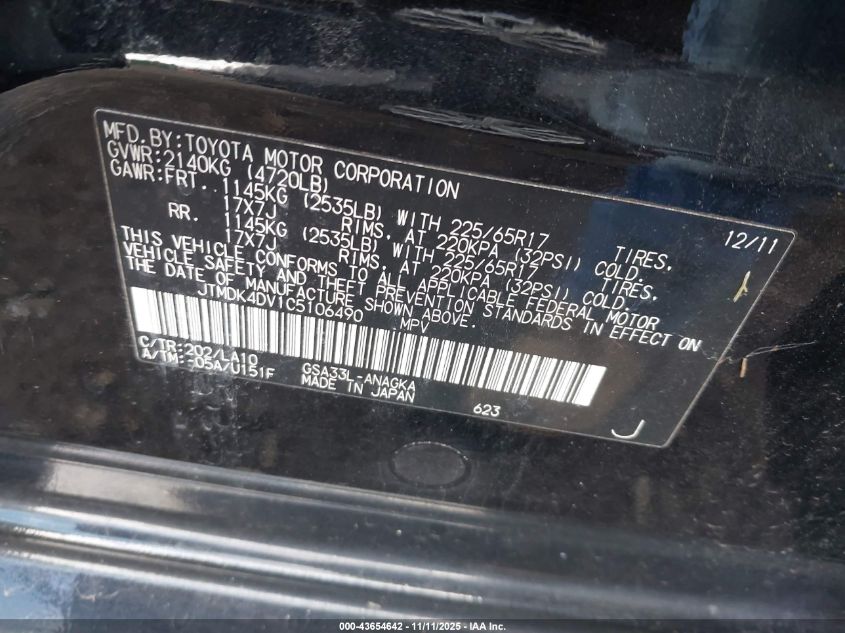 MFD.BY:TOYOTA MOTOR CORPORATION 12/11
GVWR:2140KG (4720LB)
GAWR:FRT. 1145KG (2535LB) WITH 225/65R17 TIRES,
17X7J RIMS, AT 220KPA (32PSI) COLD.
RR. 1145KG (2535LB) WITH 225/65R17 TIRES,
17X7J RIMS, AT 220KPA (32PSI) COLD.
THIS VEHICLE CONFORMS TO ALL APPLICABLE FEDERAL MOTOR
VEHICLE SAFETY AND THEFT PREVENTION STANDARDS IN EFFECT ON
THE DATE OF MANUFACTURE SHOWN ABOVE.
JTMDK4DV1C5106490 MPV
C/TR:202/LA10 GSA33L-ANAGKA
A/TM:-05A/U151F MADE IN JAPAN
623
J
000-43654642 - 11/11/2025 - IAA Inc.